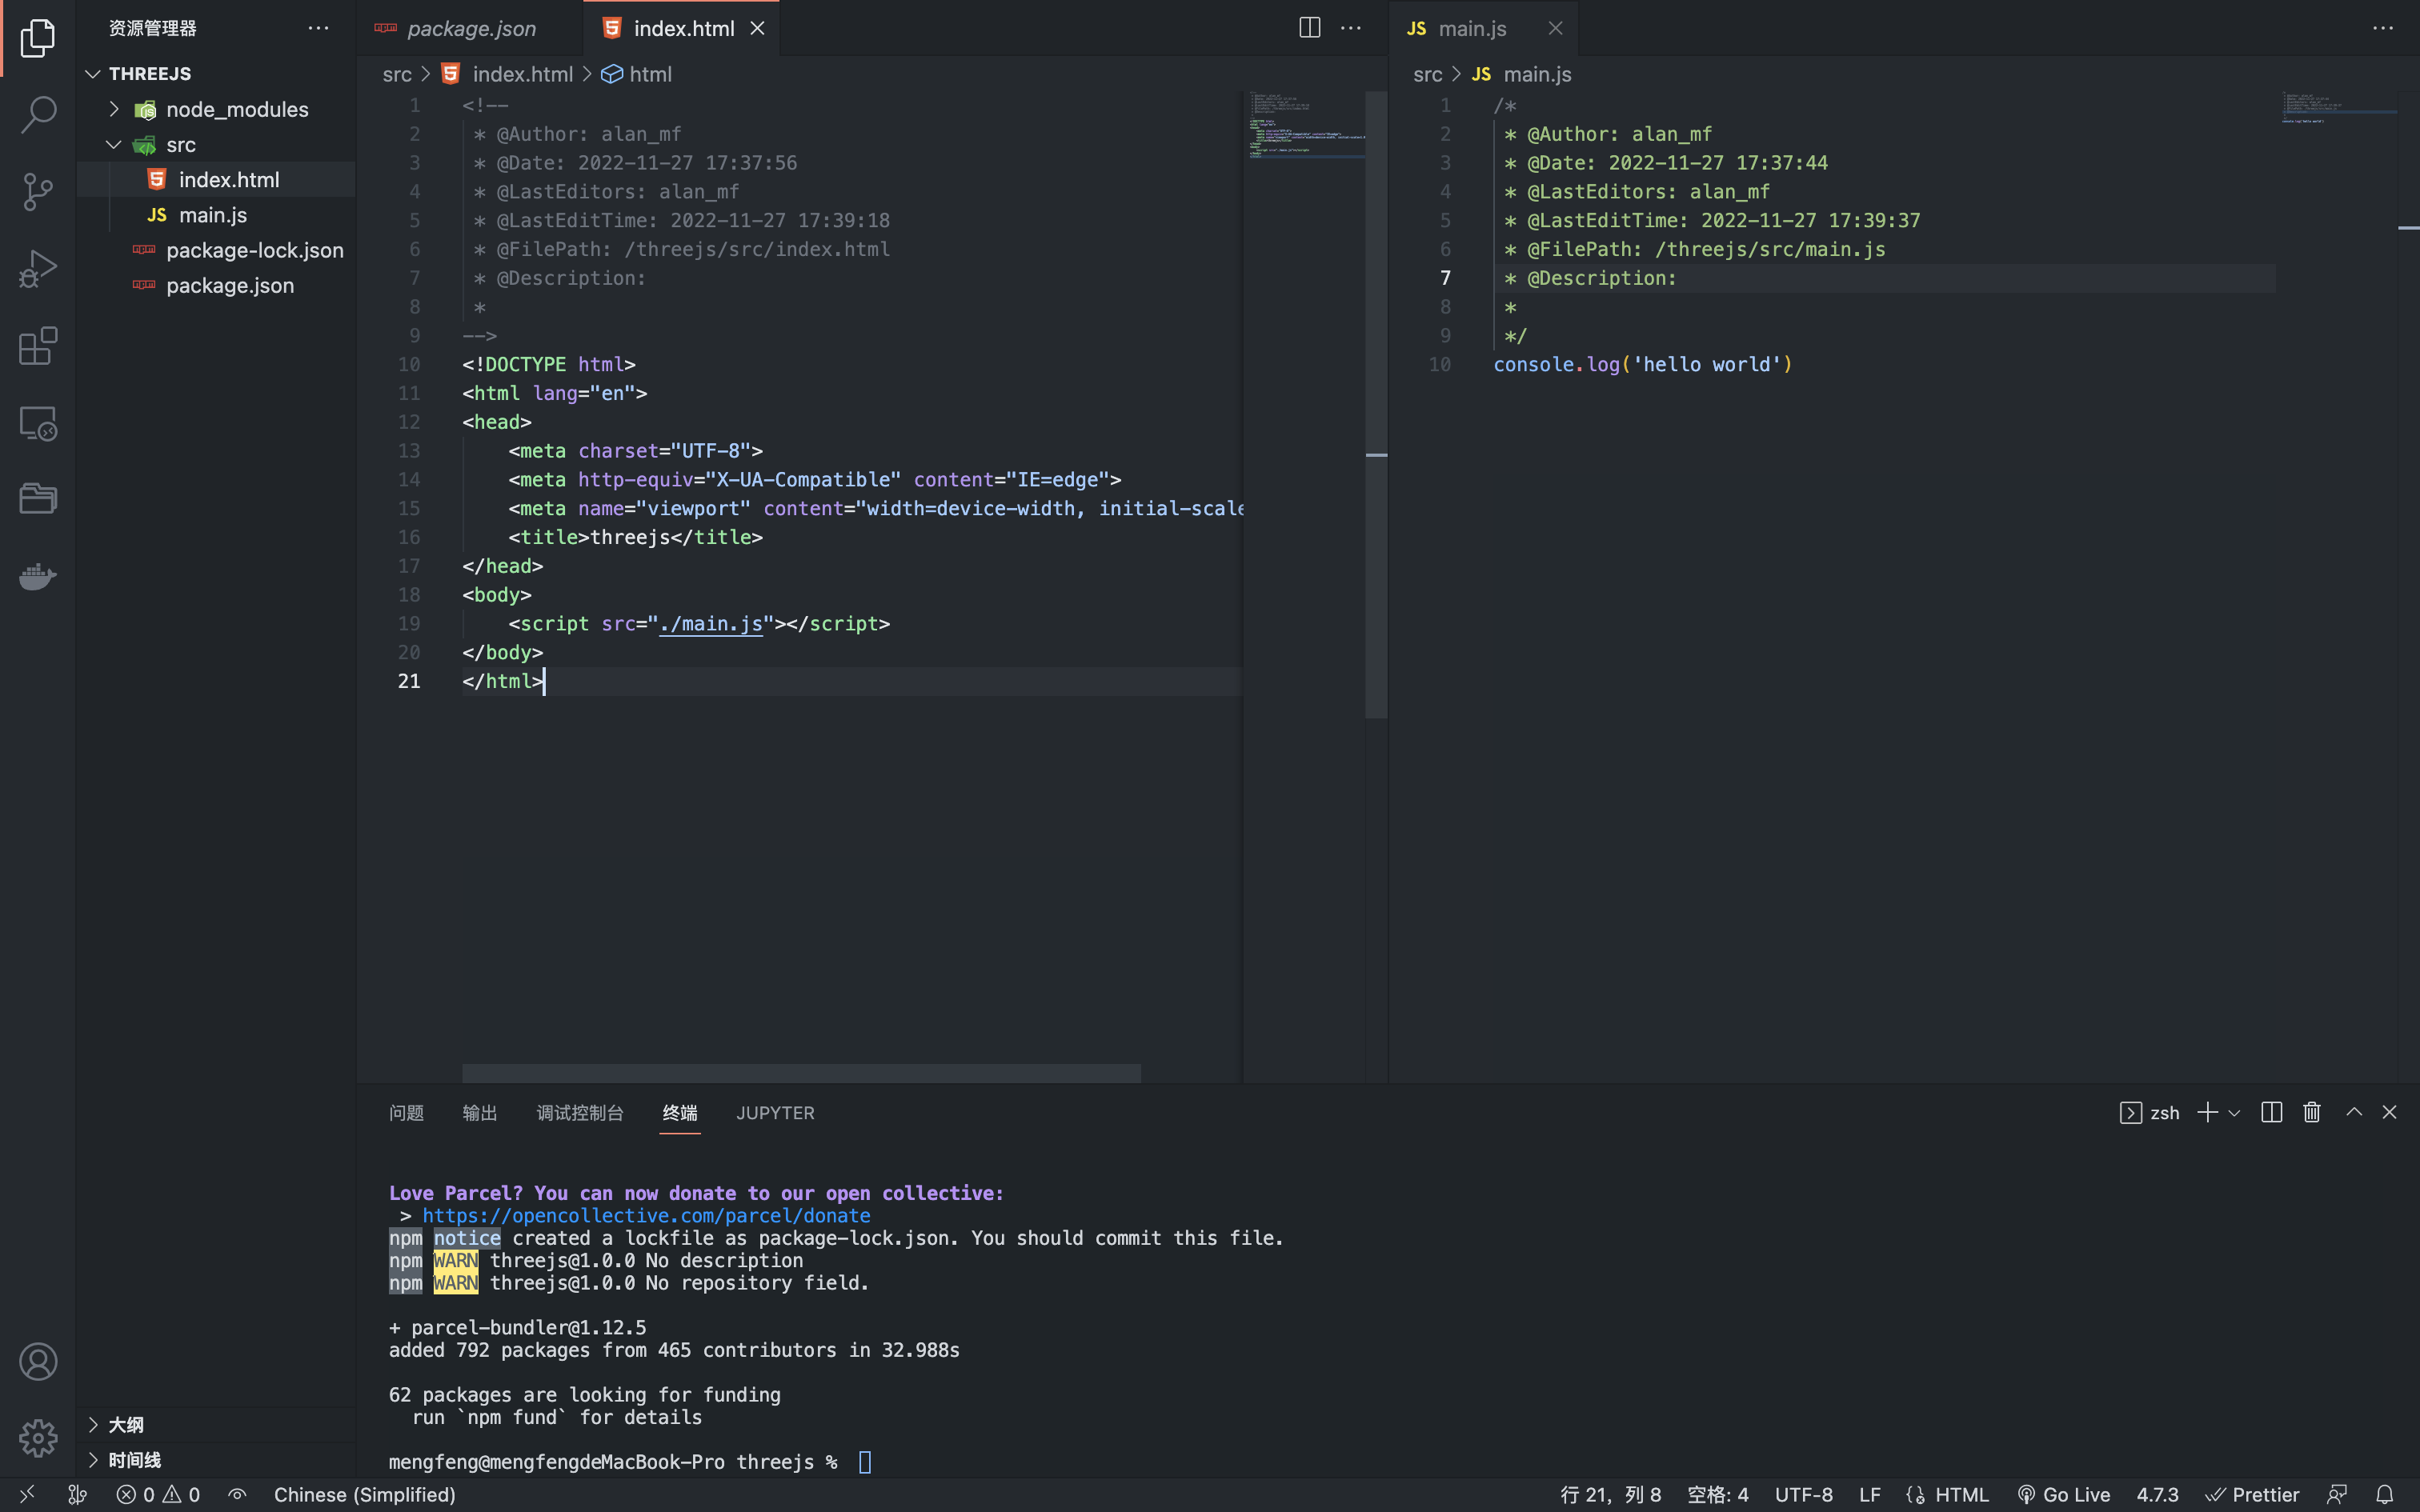 资源管理器
THREEJS
node_modules
src
index.html
JS main.js
package-lock.json
package.json
大纲
时间线
package.json
index.html
src > index.html > html
1 <!--
2  * @Author: alan_mf
3  * @Date: 2022-11-27 17:37:56
4  * @LastEditors: alan_mf
5  * @LastEditTime: 2022-11-27 17:39:18
6  * @FilePath: /threejs/src/index.html
7  * @Description:
8  *
9 -->
10 <!DOCTYPE html>
11 <html lang="en">
12 <head>
13     <meta charset="UTF-8">
14     <meta http-equiv="X-UA-Compatible" content="IE=edge">
15     <meta name="viewport" content="width=device-width, initial-scale
16     <title>threejs</title>
17 </head>
18 <body>
19     <script src="./main.js"></script>
20 </body>
21 </html>
JS main.js
src > JS main.js
1 /*
2  * @Author: alan_mf
3  * @Date: 2022-11-27 17:37:44
4  * @LastEditors: alan_mf
5  * @LastEditTime: 2022-11-27 17:39:37
6  * @FilePath: /threejs/src/main.js
7  * @Description:
8  *
9  */
10 console.log('hello world')
问题 输出 调试控制台 终端 JUPYTER
zsh
Love Parcel? You can now donate to our open collective:
 > https://opencollective.com/parcel/donate
npm notice created a lockfile as package-lock.json. You should commit this file.
npm WARN threejs@1.0.0 No description
npm WARN threejs@1.0.0 No repository field.
+ parcel-bundler@1.12.5
added 792 packages from 465 contributors in 32.988s
62 packages are looking for funding
  run `npm fund` for details
mengfeng@mengfengdeMacBook-Pro threejs %
0 0 Chinese (Simplified) 行 21, 列 8 空格: 4 UTF-8 LF HTML Go Live 4.7.3 Prettier